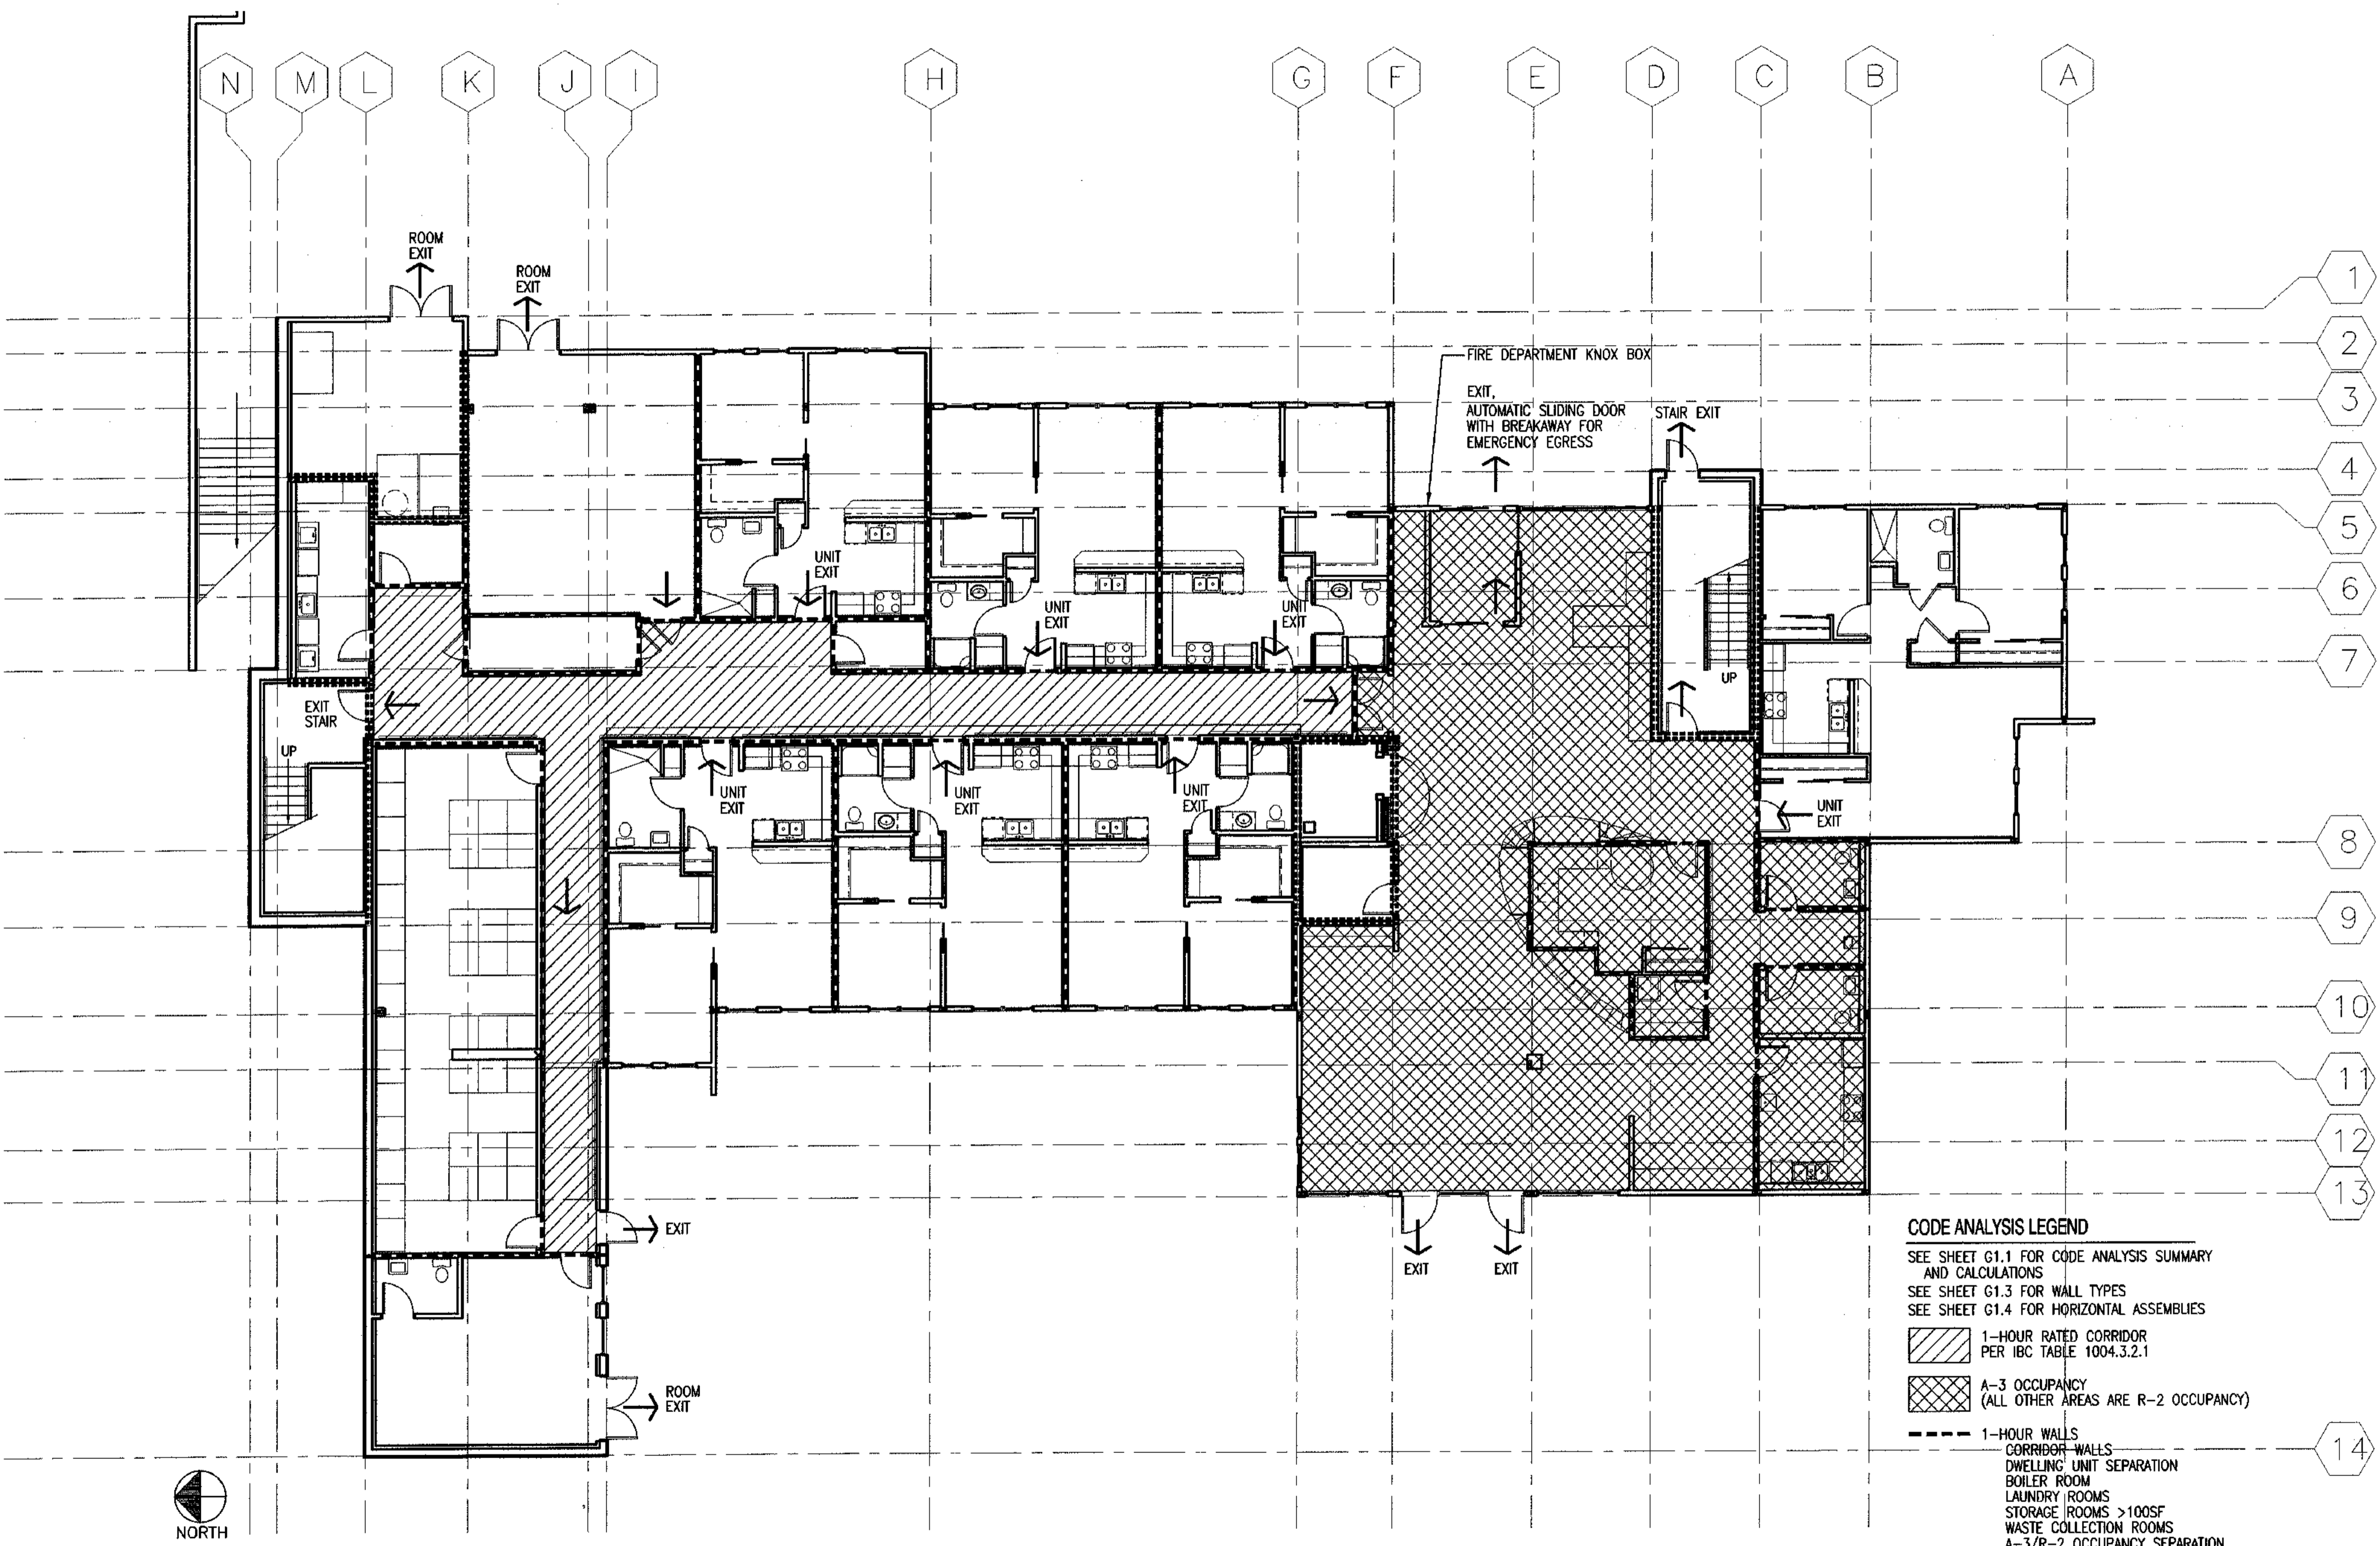 N
M
L
K
J
I
H
G
F
E
D
C
B
A
ROOM
EXIT
ROOM
EXIT
1
2
3
4
5
6
7
8
9
10
11
12
13
14
FIRE DEPARTMENT KNOX BOX
EXIT,
AUTOMATIC SLIDING DOOR
WITH BREAKAWAY FOR
EMERGENCY EGRESS
STAIR EXIT
UNIT
EXIT
UNIT
EXIT
UNIT
EXIT
UP
EXIT
STAIR
UP
UNIT
EXIT
UNIT
EXIT
UNIT
EXIT
UNIT
EXIT
EXIT
EXIT
EXIT
ROOM
EXIT
CODE ANALYSIS LEGEND
SEE SHEET G1.1 FOR CODE ANALYSIS SUMMARY
AND CALCULATIONS
SEE SHEET G1.3 FOR WALL TYPES
SEE SHEET G1.4 FOR HORIZONTAL ASSEMBLIES
1-HOUR RATED CORRIDOR
PER IBC TABLE 1004.3.2.1
A-3 OCCUPANCY
(ALL OTHER AREAS ARE R-2 OCCUPANCY)
1-HOUR WALLS
CORRIDOR WALLS
DWELLING UNIT SEPARATION
BOILER ROOM
LAUNDRY ROOMS
STORAGE ROOMS >100SF
WASTE COLLECTION ROOMS
A-3/R-2 OCCUPANCY SEPARATION
NORTH